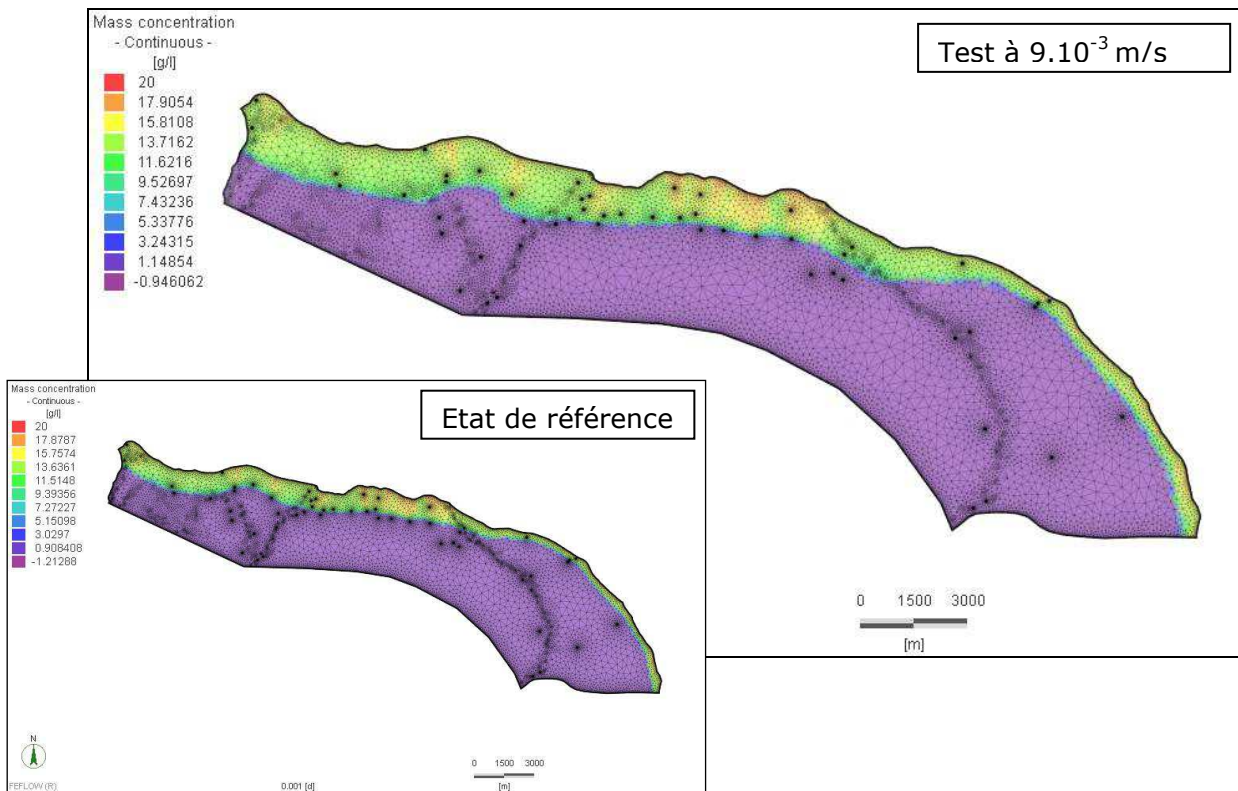 Mass concentration
- Continuous -
[g/l]
20
17.9054
15.8108
13.7162
11.6216
9.52697
7.43236
5.33776
3.24315
1.14854
-0.946062
Test à 9.10⁻³ m/s
0 1500 3000
[m]
Mass concentration
- Continuous -
[g/l]
20
17.8787
15.7574
13.6361
11.5148
9.39356
7.27227
5.15098
3.0297
0.908408
-1.21288
Etat de référence
N
0 1500 3000
[m]
FEFLOW (R)
0.001 [d]